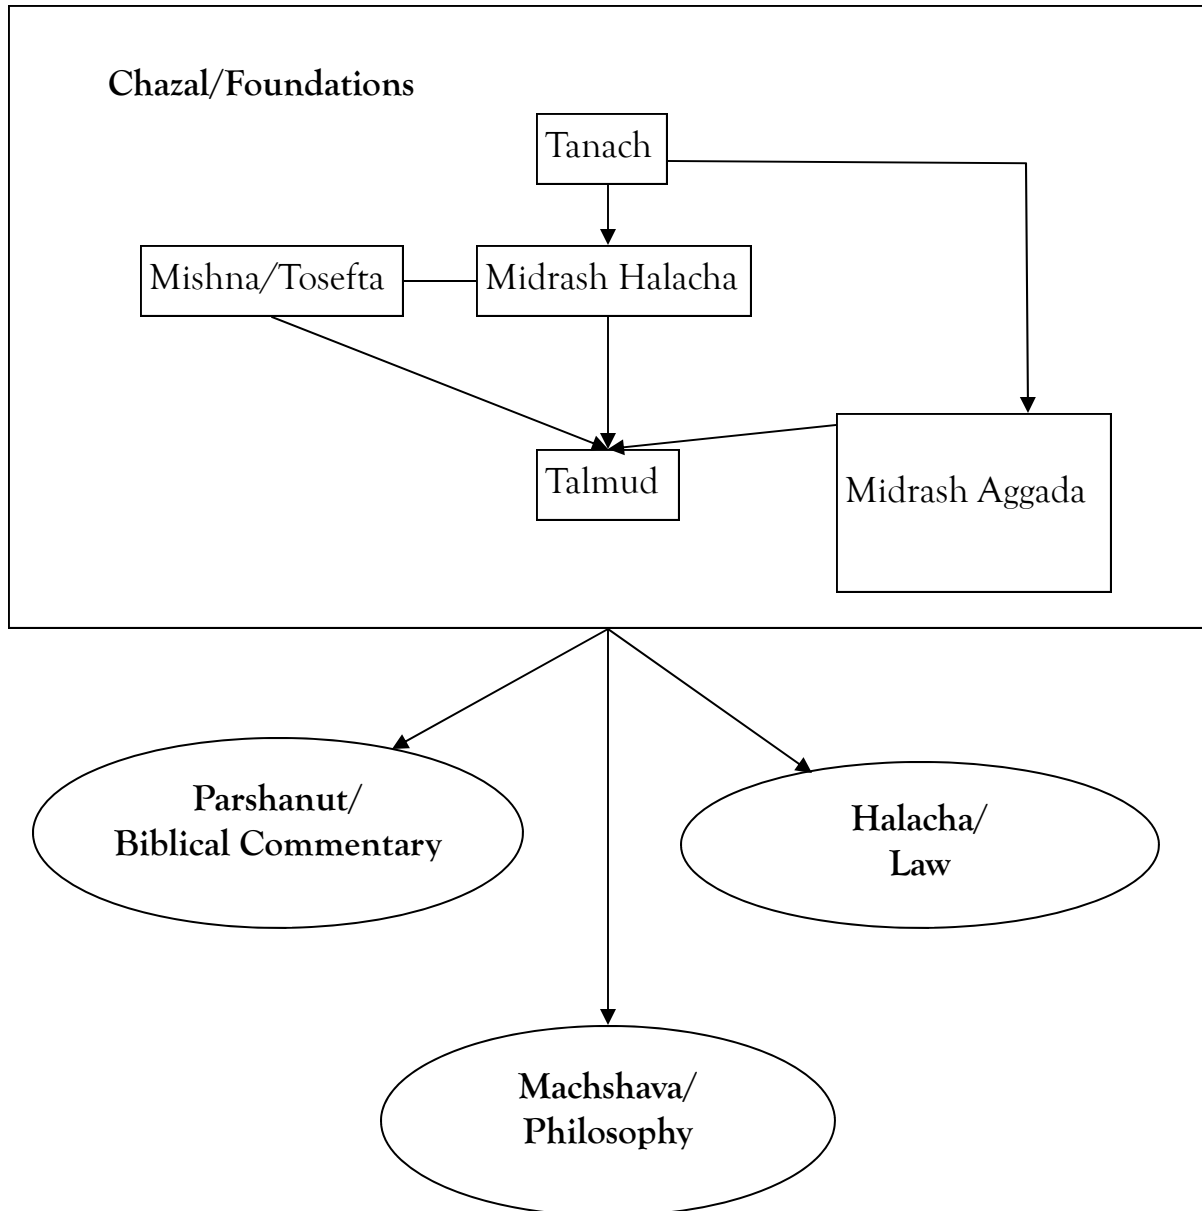 Chazal/Foundations
Tanach
Mishna/Tosefta
Midrash Halacha
Talmud
Midrash Aggada
Parshanut/
Biblical Commentary
Halacha/
Law
Machshava/
Philosophy